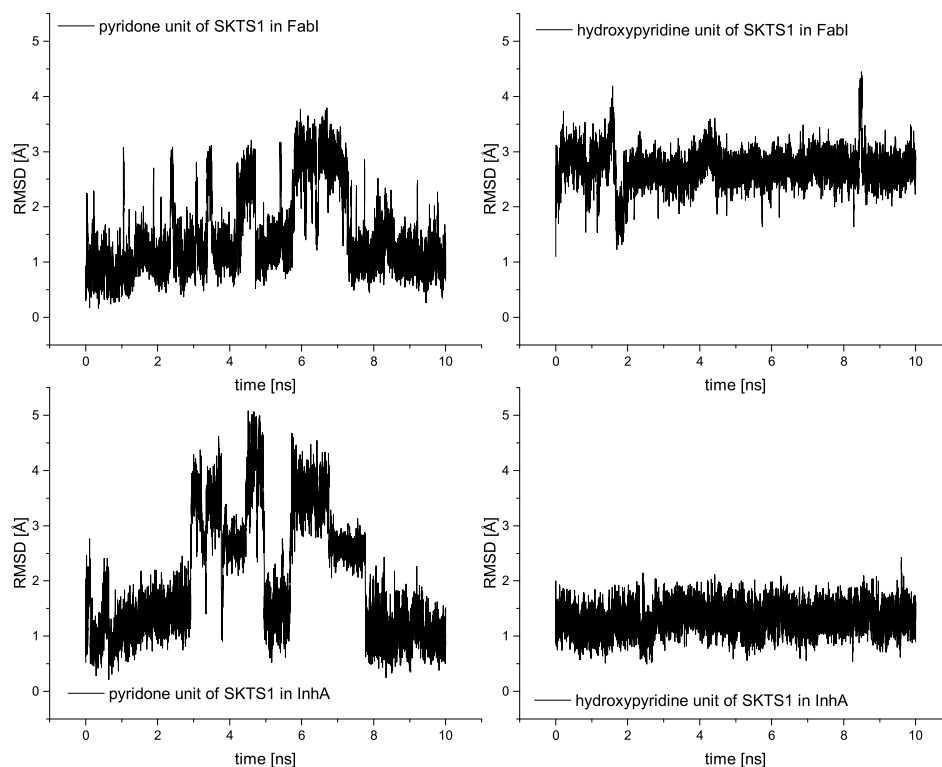 pyridone unit of SKTS1 in FabI
RMSD [Å]
5
4
3
2
1
0
0 2 4 6 8 10
time [ns]
hydroxypyridine unit of SKTS1 in FabI
RMSD [Å]
5
4
3
2
1
0
0 2 4 6 8 10
time [ns]
RMSD [Å]
5
4
3
2
1
0
pyridone unit of SKTS1 in InhA
0 2 4 6 8 10
time [ns]
RMSD [Å]
5
4
3
2
1
0
hydroxypyridine unit of SKTS1 in InhA
0 2 4 6 8 10
time [ns]